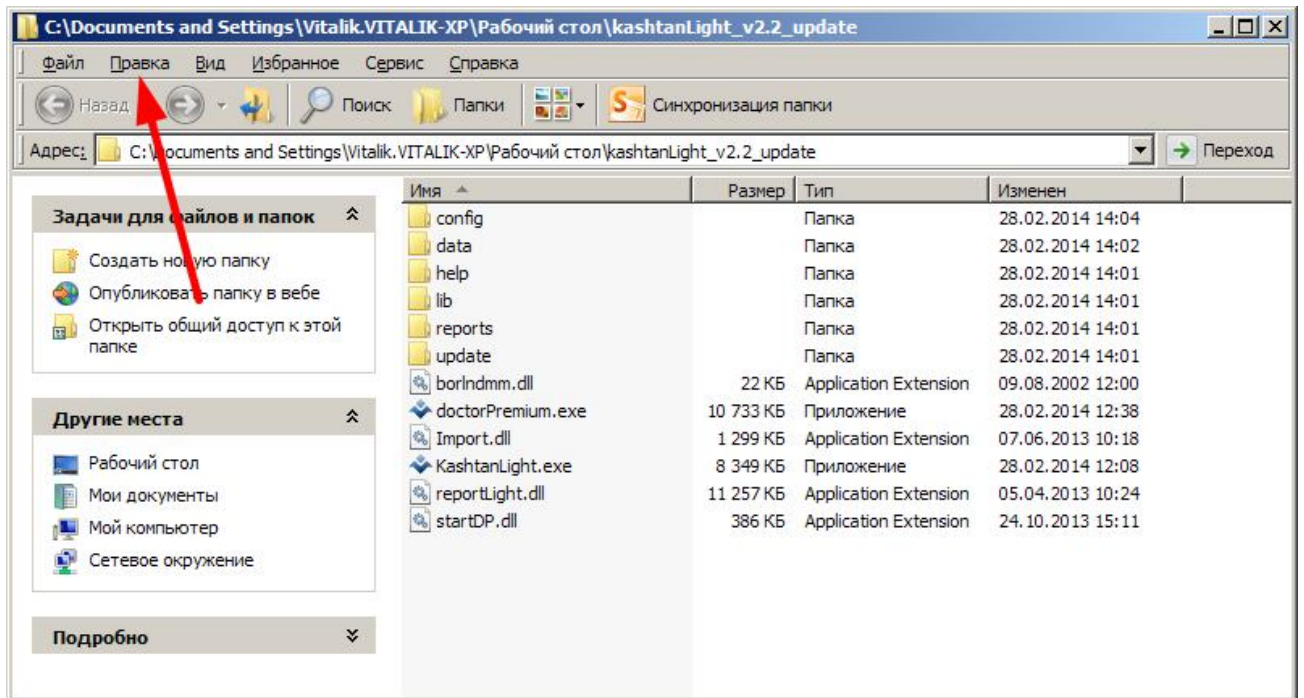 C:\Documents and Settings\Vitalik.VITALIK-XP\Рабочий стол\kashtanLight_v2.2_update
Файл Правка Вид Избранное Сервис Справка
Назад Поиск Папки Синхронизация папки
Адрес: C:\Documents and Settings\Vitalik.VITALIK-XP\Рабочий стол\kashtanLight_v2.2_update Переход
Задачи для файлов и папок
Создать новую папку
Опубликовать папку в вебе
Открыть общий доступ к этой
папке
Другие места
Рабочий стол
Мои документы
Мой компьютер
Сетевое окружение
Подробно
Имя Размер Тип Изменен
config Папка 28.02.2014 14:04
data Папка 28.02.2014 14:02
help Папка 28.02.2014 14:01
lib Папка 28.02.2014 14:01
reports Папка 28.02.2014 14:01
update Папка 28.02.2014 14:01
borlndmm.dll 22 КБ Application Extension 09.08.2002 12:00
doctorPremium.exe 10 733 КБ Приложение 28.02.2014 12:38
Import.dll 1 299 КБ Application Extension 07.06.2013 10:18
KashtanLight.exe 8 349 КБ Приложение 28.02.2014 12:08
reportLight.dll 11 257 КБ Application Extension 05.04.2013 10:24
startDP.dll 386 КБ Application Extension 24.10.2013 15:11